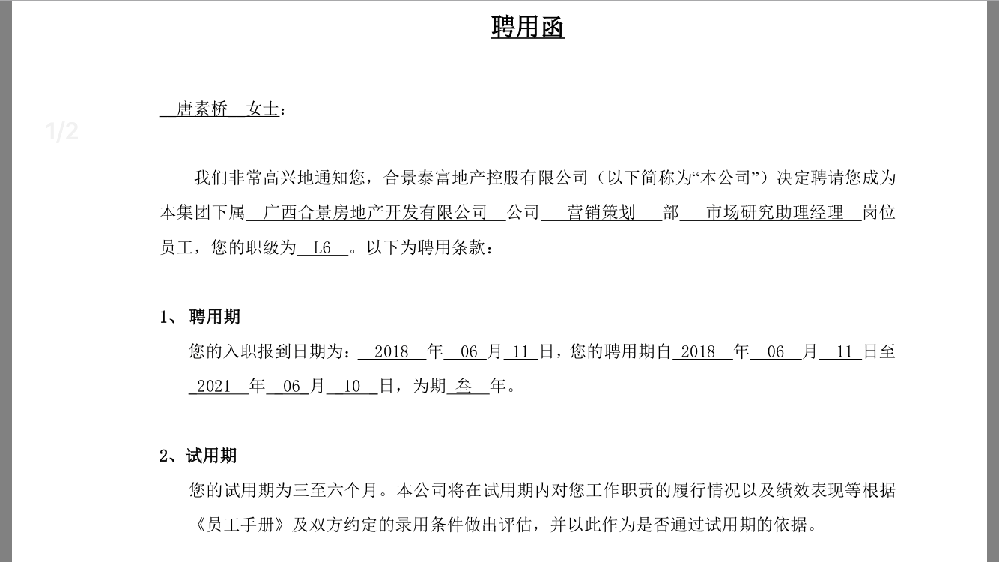 聘用函
唐素桥 女士：
1/2
我们非常高兴地通知您，合景泰富地产控股有限公司（以下简称为“本公司”）决定聘请您成为
本集团下属 广西合景房地产开发有限公司 公司 营销策划 部 市场研究助理经理 岗位
员工，您的职级为 L6 。以下为聘用条款：
1、 聘用期
您的入职报到日期为： 2018 年 06 月 11 日，您的聘用期自 2018 年 06 月 11 日至
2021 年 06 月 10 日，为期 叁 年。
2、试用期
您的试用期为三至六个月。本公司将在试用期内对您工作职责的履行情况以及绩效表现等根据
《员工手册》及双方约定的录用条件做出评估，并以此作为是否通过试用期的依据。